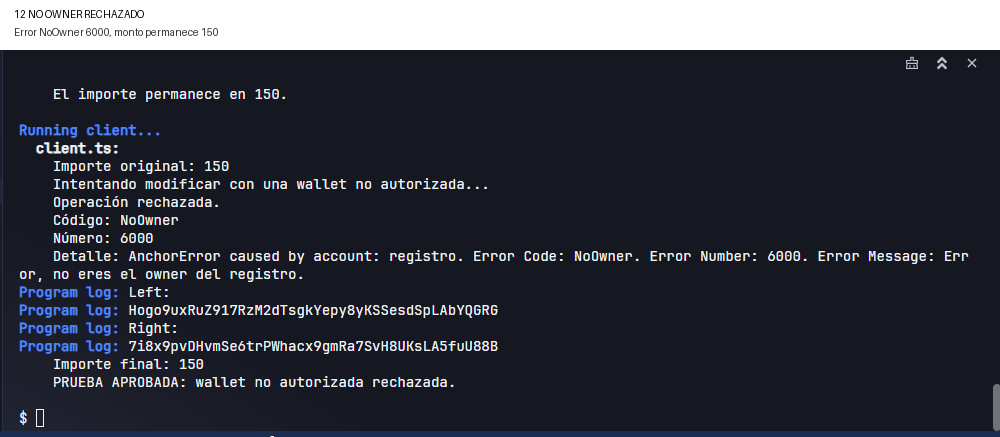 12 NO OWNER RECHAZADO
Error NoOwner 6000, monto permanece 150
El importe permanece en 150.
Running client...
client.ts:
Importe original: 150
Intentando modificar con una wallet no autorizada...
Operación rechazada.
Código: NoOwner
Número: 6000
Detalle: AnchorError caused by account: registro. Error Code: NoOwner. Error Number: 6000. Error Message: Err
or, no eres el owner del registro.
Program log: Left:
Program log: Hogo9uxRuZ917RzM2dTsgkYepy8yKSSesdSpLAbYQGRG
Program log: Right:
Program log: 7i8x9pvDHvmSe6trPWhacx9gmRa7SvH8UKsLA5fuU88B
Importe final: 150
PRUEBA APROBADA: wallet no autorizada rechazada.
$